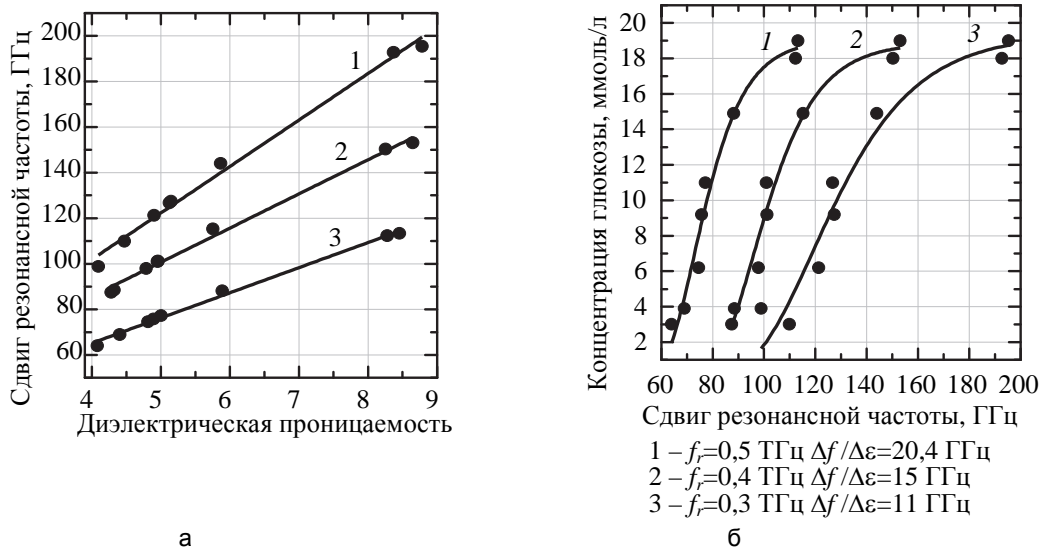 Сдвиг резонансной частоты, ГГц
200
180
160
140
120
100
80
60
4 5 6 7 8 9
Диэлектрическая проницаемость
1
2
3
а
Концентрация глюкозы, ммоль/л
20
18
16
14
12
10
8
6
4
2
60 80 100 120 140 160 180 200
Сдвиг резонансной частоты, ГГц
1 2 3
1 – fr=0,5 ТГц Δf /Δε=20,4 ГГц
2 – fr=0,4 ТГц Δf /Δε=15 ГГц
3 – fr=0,3 ТГц Δf /Δε=11 ГГц
б